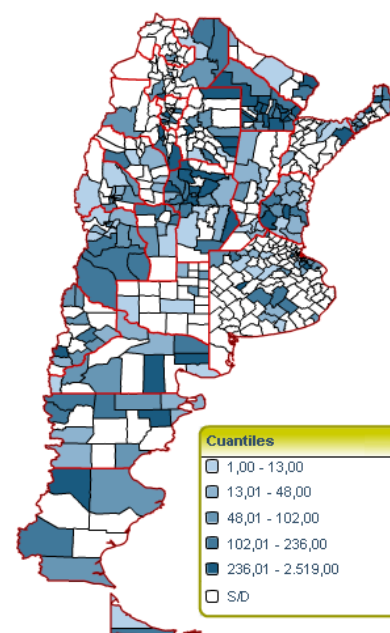 Cuantiles
1,00 - 13,00
13,01 - 48,00
48,01 - 102,00
102,01 - 236,00
236,01 - 2.519,00
S/D